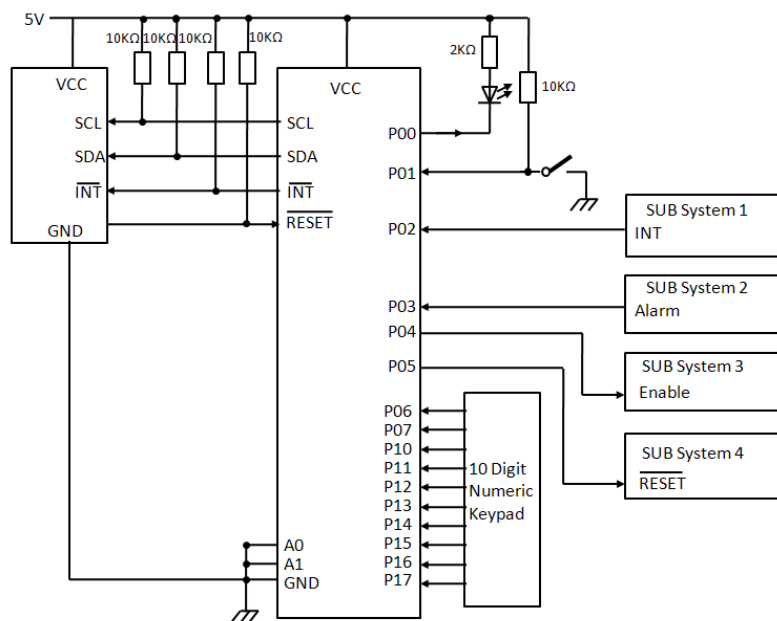 5V
10KΩ 10KΩ 10KΩ 10KΩ
2KΩ
10KΩ
VCC
SCL
SDA
INT
GND
VCC
SCL
SDA
INT
RESET
A0
A1
GND
P00
P01
P02
P03
P04
P05
P06
P07
P10
P11
P12
P13
P14
P15
P16
P17
SUB System 1
INT
SUB System 2
Alarm
SUB System 3
Enable
SUB System 4
RESET
10 Digit
Numeric
Keypad